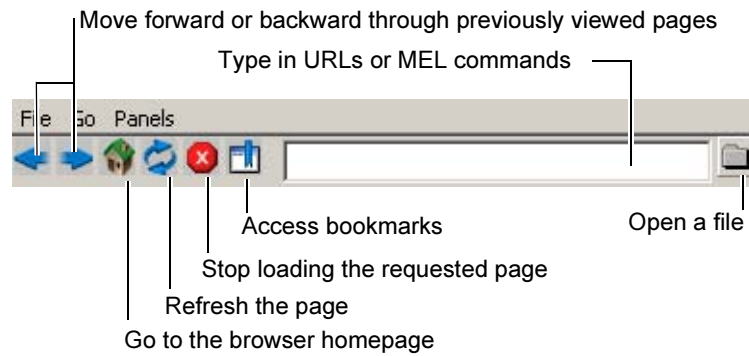 Move forward or backward through previously viewed pages
Type in URLs or MEL commands
File Go Panels
Access bookmarks
Open a file
Stop loading the requested page
Refresh the page
Go to the browser homepage